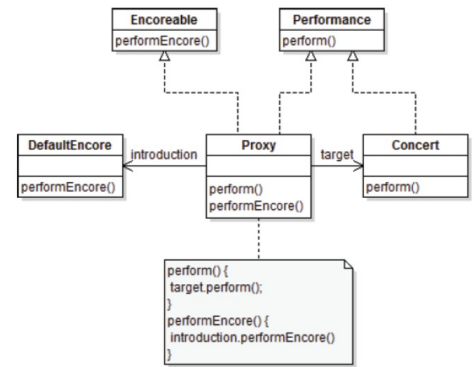 Encoreable
performEncore()
Performance
perform()
DefaultEncore
performEncore()
introduction
Proxy
perform()
performEncore()
target
Concert
perform()
perform() {
target.perform();
}
performEncore() {
introduction.performEncore()
}